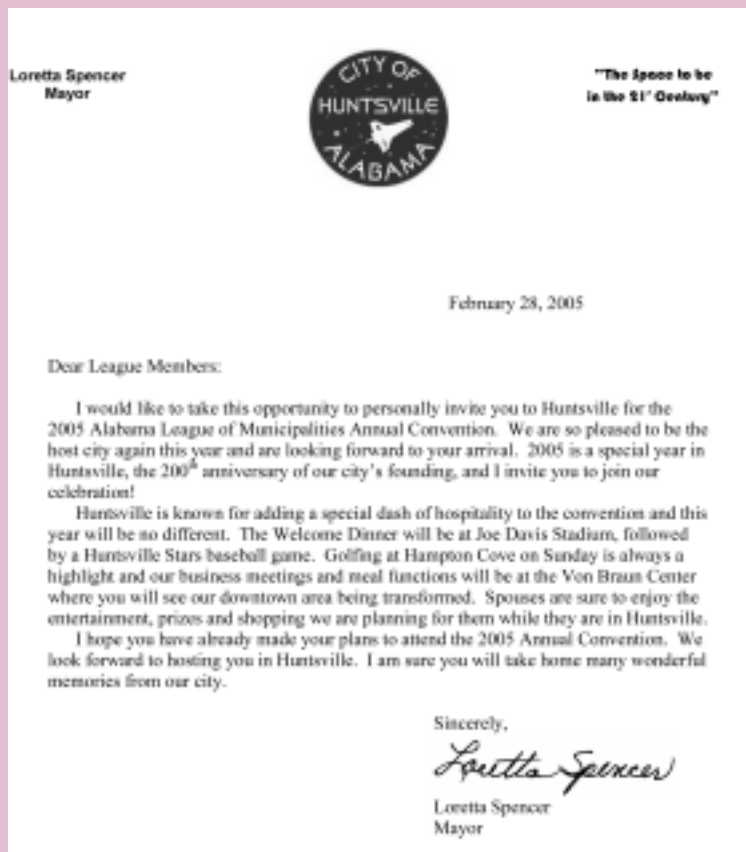 Loretta Spencer
Mayor
CITY OF
HUNTSVILLE
ALABAMA
"The Space to be
in the 21st Century"
February 28, 2005
Dear League Members:
I would like to take this opportunity to personally invite you to Huntsville for the
2005 Alabama League of Municipalities Annual Convention. We are so pleased to be the
host city again this year and are looking forward to your arrival. 2005 is a special year in
Huntsville, the 200th anniversary of our city's founding, and I invite you to join our
celebration!
Huntsville is known for adding a special dash of hospitality to the convention and this
year will be no different. The Welcome Dinner will be at Joe Davis Stadium, followed
by a Huntsville Stars baseball game. Golfing at Hampton Cove on Sunday is always a
highlight and our business meetings and meal functions will be at the Von Braun Center
where you will see our downtown area being transformed. Spouses are sure to enjoy the
entertainment, prizes and shopping we are planning for them while they are in Huntsville.
I hope you have already made your plans to attend the 2005 Annual Convention. We
look forward to hosting you in Huntsville. I am sure you will take home many wonderful
memories from our city.
Sincerely,
Loretta Spencer
Loretta Spencer
Mayor